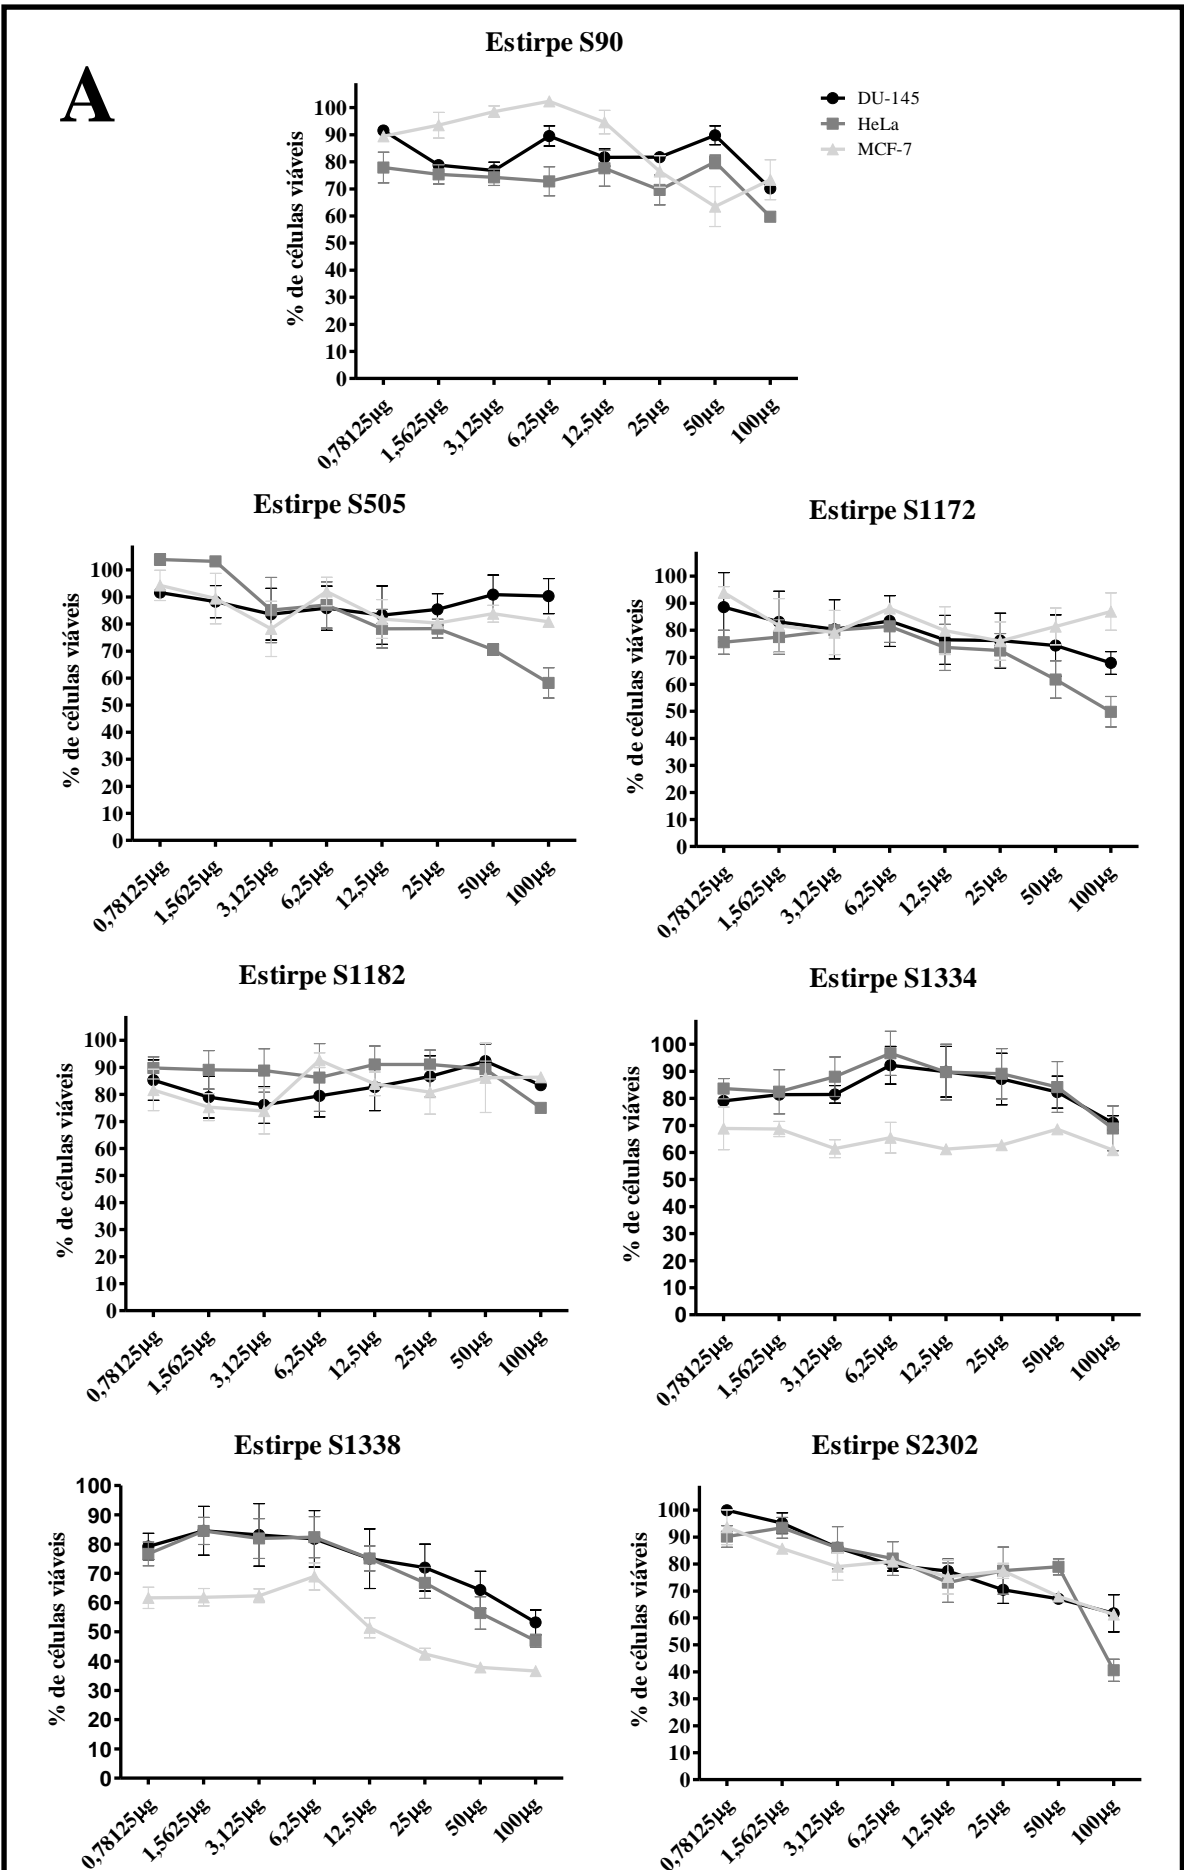 A
Estirpe S90
DU-145
HeLa
MCF-7
% de células viáveis
100
90
80
70
60
50
40
30
20
10
0
0,78125µg
1,5625µg
3,125µg
6,25µg
12,5µg
25µg
50µg
100µg
Estirpe S505
% de células viáveis
100
90
80
70
60
50
40
30
20
10
0
0,78125µg
1,5625µg
3,125µg
6,25µg
12,5µg
25µg
50µg
100µg
Estirpe S1172
% de células viáveis
100
90
80
70
60
50
40
30
20
10
0
0,78125µg
1,5625µg
3,125µg
6,25µg
12,5µg
25µg
50µg
100µg
Estirpe S1182
% de células viáveis
100
90
80
70
60
50
40
30
20
10
0
0,78125µg
1,5625µg
3,125µg
6,25µg
12,5µg
25µg
50µg
100µg
Estirpe S1334
% de células viáveis
100
90
80
70
60
50
40
30
20
10
0
0,78125µg
1,5625µg
3,125µg
6,25µg
12,5µg
25µg
50µg
100µg
Estirpe S1338
% de células viáveis
100
90
80
70
60
50
40
30
20
10
0
0,78125µg
1,5625µg
3,125µg
6,25µg
12,5µg
25µg
50µg
100µg
Estirpe S2302
% de células viáveis
100
90
80
70
60
50
40
30
20
10
0
0,78125µg
1,5625µg
3,125µg
6,25µg
12,5µg
25µg
50µg
100µg